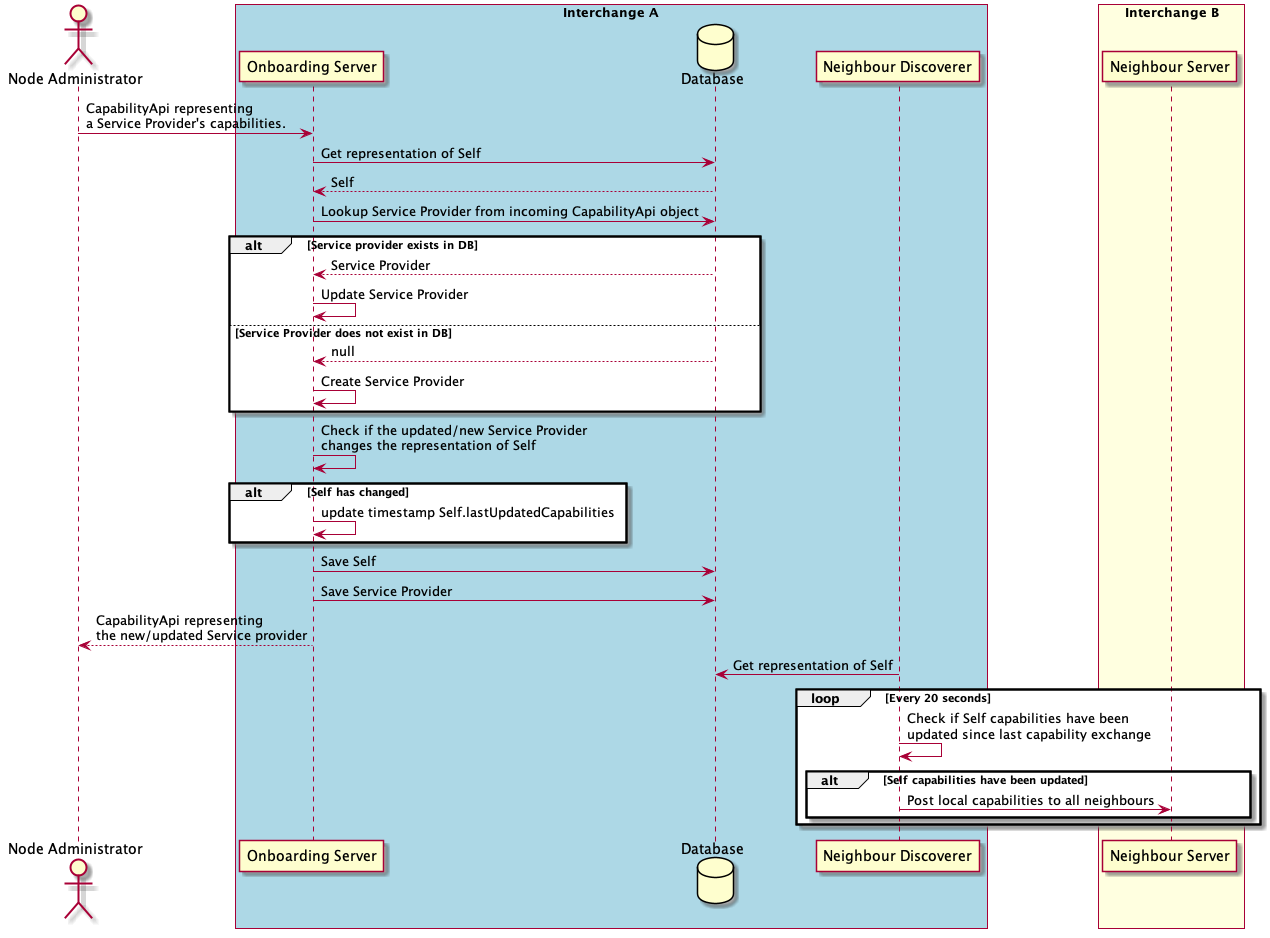 Interchange A
Interchange B
Node Administrator
Onboarding Server
Database
Neighbour Discoverer
Neighbour Server
CapabilityApi representing
a Service Provider's capabilities.
Get representation of Self
Self
Lookup Service Provider from incoming CapabilityApi object
alt
[Service provider exists in DB]
Service Provider
Update Service Provider
[Service Provider does not exist in DB]
null
Create Service Provider
Check if the updated/new Service Provider
changes the representation of Self
alt
[Self has changed]
update timestamp Self.lastUpdatedCapabilities
Save Self
Save Service Provider
CapabilityApi representing
the new/updated Service provider
Get representation of Self
loop
[Every 20 seconds]
Check if Self capabilities have been
updated since last capability exchange
alt
[Self capabilities have been updated]
Post local capabilities to all neighbours
Node Administrator
Onboarding Server
Database
Neighbour Discoverer
Neighbour Server